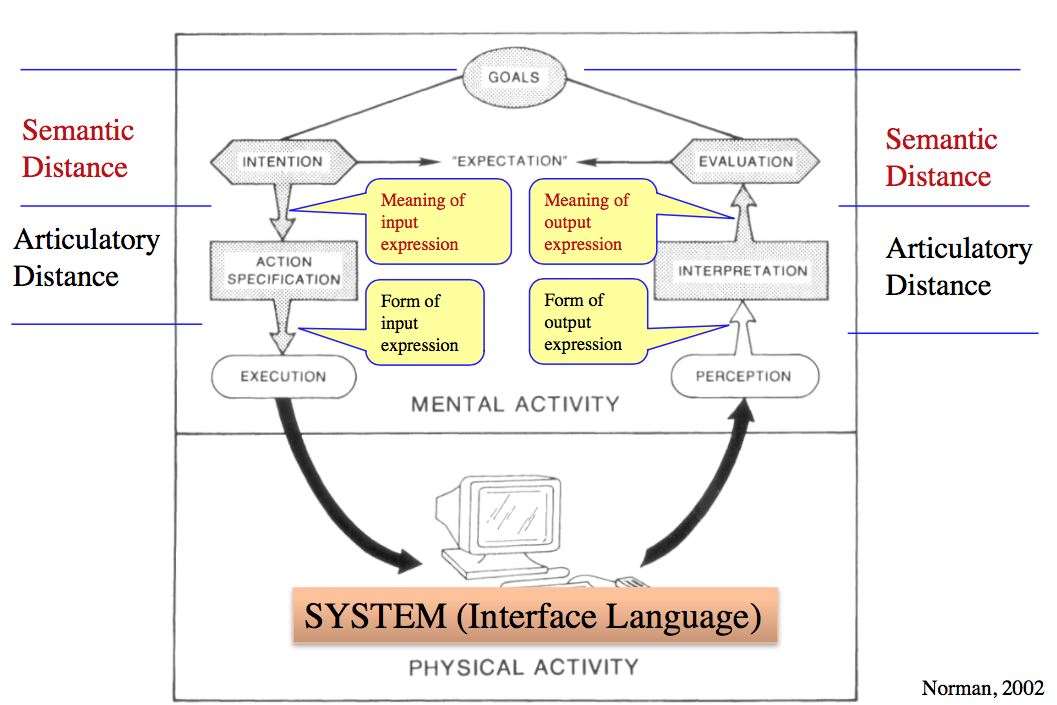 GOALS
Semantic
Distance
Semantic
Distance
INTENTION
"EXPECTATION"
EVALUATION
Meaning of
input
expression
Meaning of
output
expression
Articulatory
Distance
Articulatory
Distance
ACTION
SPECIFICATION
INTERPRETATION
Form of
input
expression
Form of
output
expression
EXECUTION
PERCEPTION
MENTAL ACTIVITY
SYSTEM (Interface Language)
PHYSICAL ACTIVITY
Norman, 2002